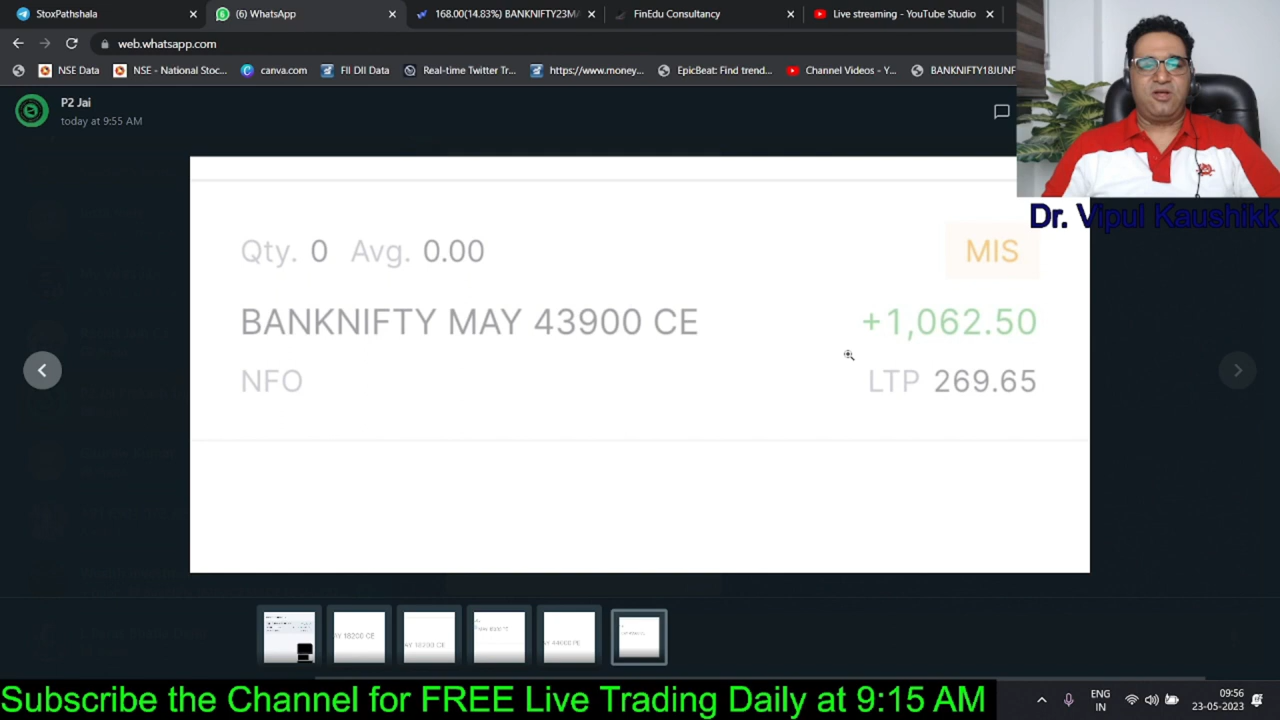 StoxPathshala
(6) WhatsApp
168.00(14.83%) BANKNIFTY23MA
FinEdu Consultancy
Live streaming - YouTube Studio
web.whatsapp.com
NSE Data
NSE - National Stoc...
canva.com
FII DII Data
Real-time Twitter Tr...
https://www.money...
EpicBeat: Find trend...
Channel Videos - Y...
BANKNIFTY18JUNF
P2 Jai
today at 9:55 AM
Dr. Vipul Kaushikk
Qty. 0 Avg. 0.00
MIS
BANKNIFTY MAY 43900 CE
+1,062.50
NFO
LTP 269.65
AY 18200 CE
Subscribe the Channel for FREE Live Trading Daily at 9:15 AM
ENG
IN
09:56
23-05-2023